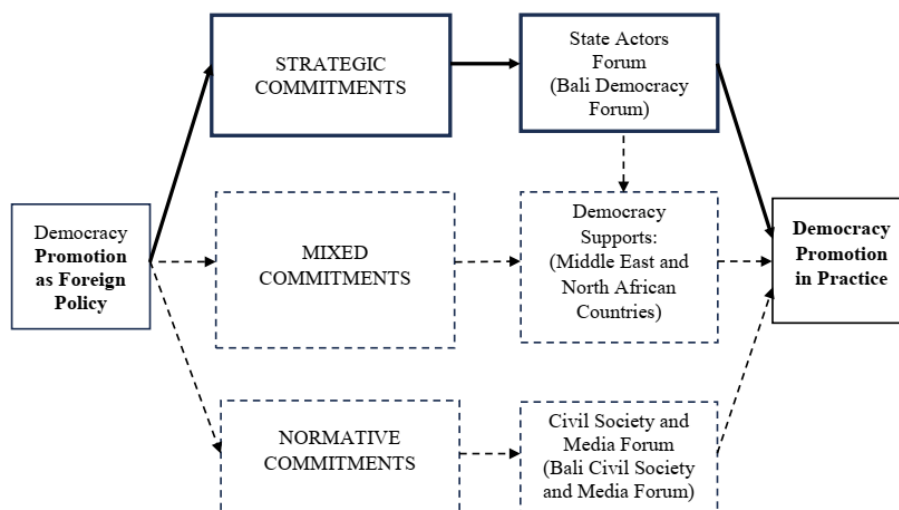 STRATEGIC
COMMITMENTS
State Actors
Forum
(Bali Democracy
Forum)
Democracy
Promotion
as Foreign
Policy
MIXED
COMMITMENTS
Democracy
Supports:
(Middle East and
North African
Countries)
Democracy
Promotion
in Practice
NORMATIVE
COMMITMENTS
Civil Society and
Media Forum
(Bali Civil Society
and Media Forum)